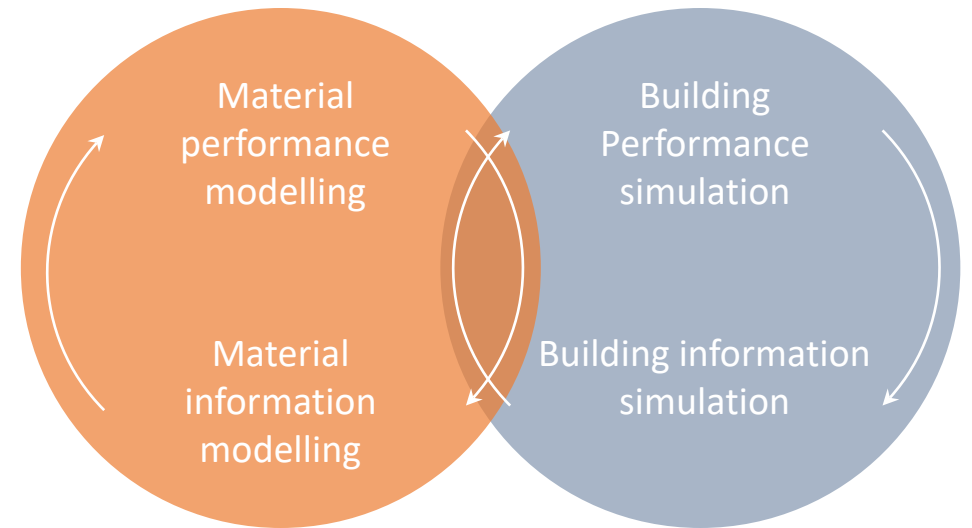 Material
performance
modelling
Building
Performance
simulation
Material
information
modelling
Building information
simulation